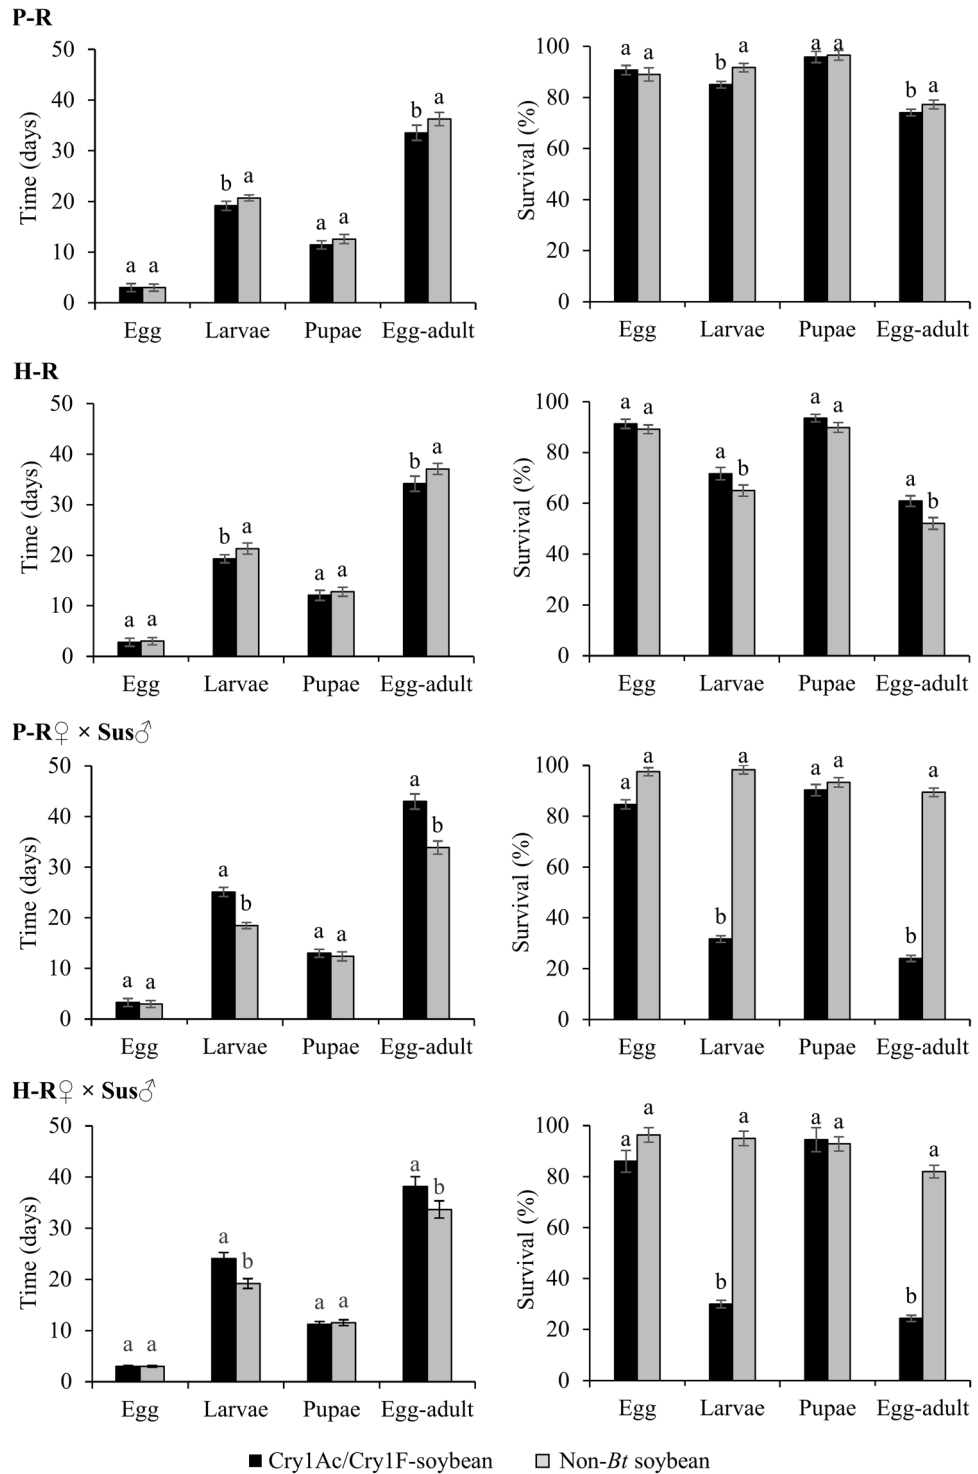 P-R
Time (days)
50
40
30
20
10
0
a a b a a a b a
Egg Larvae Pupae Egg-adult
Survival (%)
100
80
60
40
20
0
a a b a a a b a
Egg Larvae Pupae Egg-adult
H-R
Time (days)
50
40
30
20
10
0
a a b a a a b a
Egg Larvae Pupae Egg-adult
Survival (%)
100
80
60
40
20
0
a a a b a a a b
Egg Larvae Pupae Egg-adult
P-R♀ × Sus♂
Time (days)
50
40
30
20
10
0
a a a b a a a b
Egg Larvae Pupae Egg-adult
Survival (%)
100
80
60
40
20
0
a a b a a a b a
Egg Larvae Pupae Egg-adult
H-R♀ × Sus♂
Time (days)
50
40
30
20
10
0
a a a b a a a b
Egg Larvae Pupae Egg-adult
Survival (%)
100
80
60
40
20
0
a a b a a a b a
Egg Larvae Pupae Egg-adult
Cry1Ac/Cry1F-soybean Non-Bt soybean